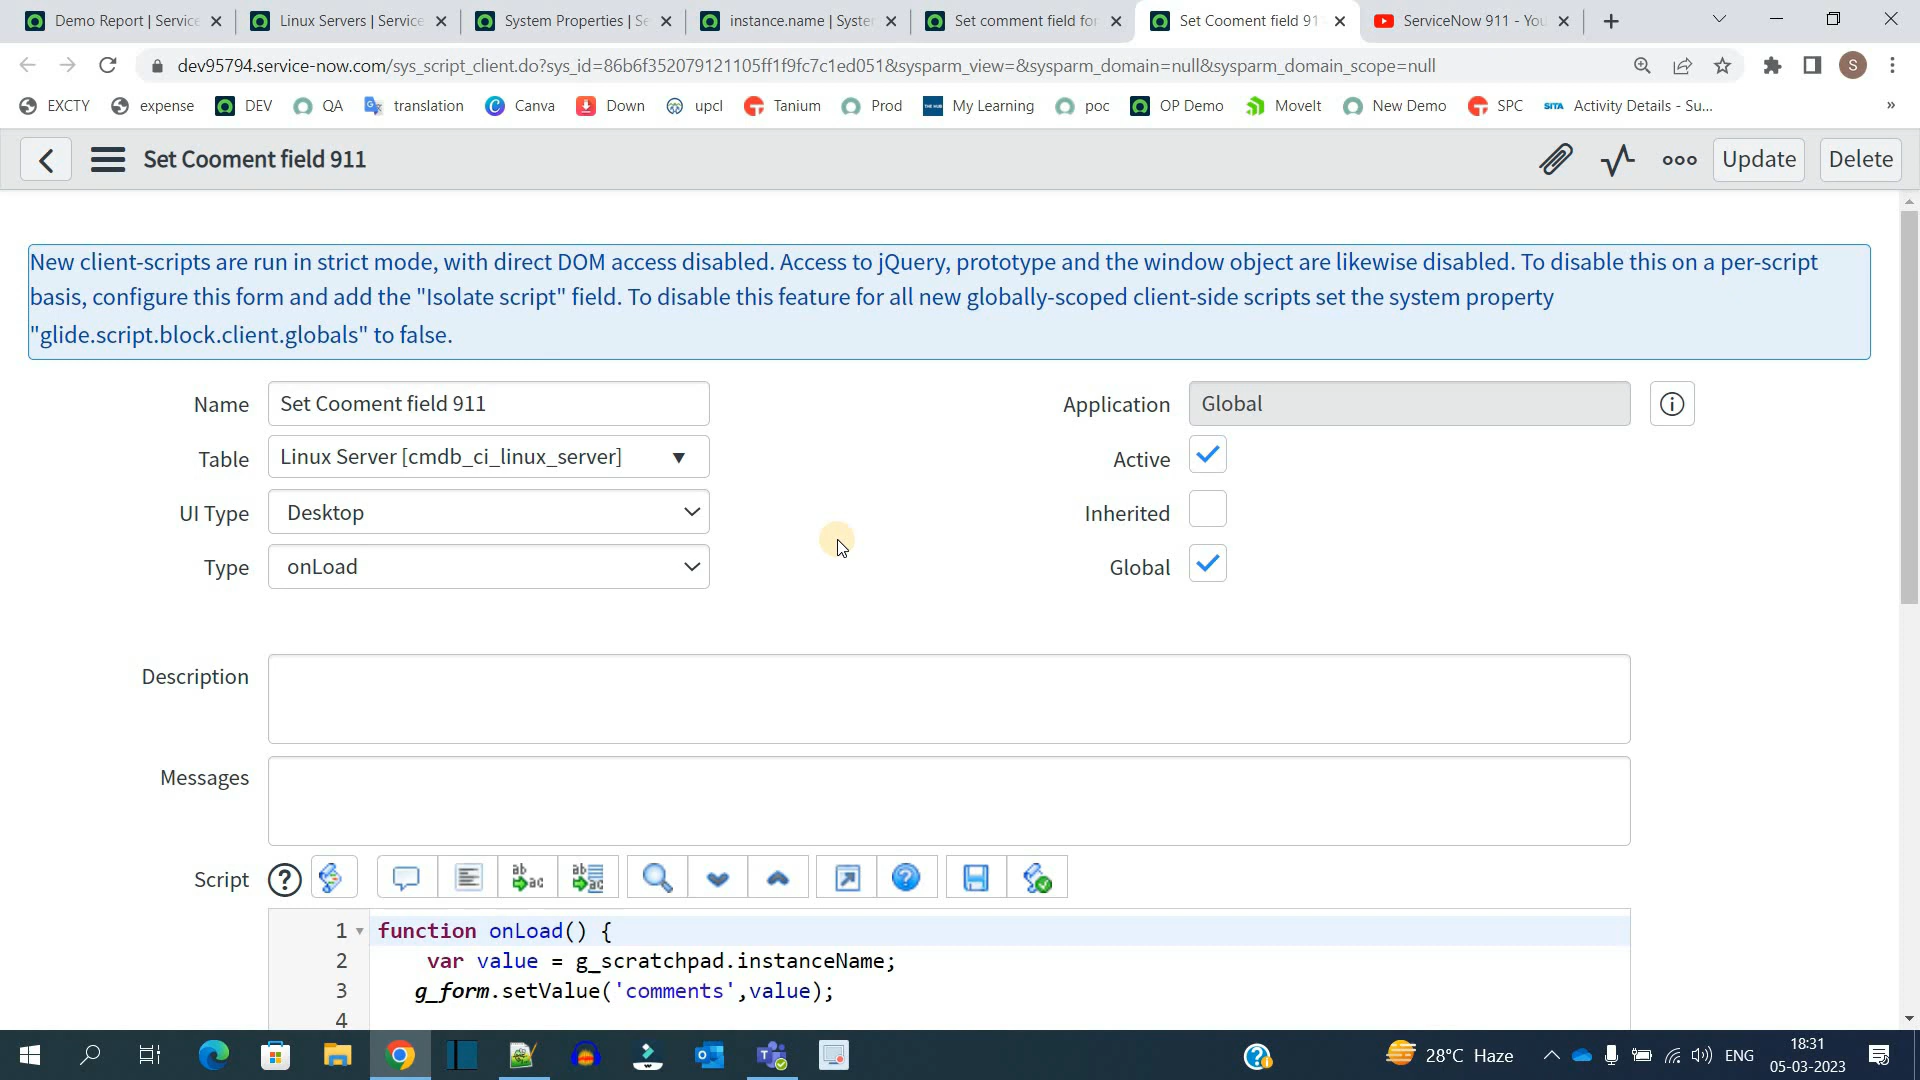 Demo Report | Service
Linux Servers | Service
System Properties | Se
instance.name | System
Set comment field for
Set Cooment field 91
ServiceNow 911 - You
dev95794.service-now.com/sys_script_client.do?sys_id=86b6f352079121105ff1f9fc7c1ed051&sysparm_view=&sysparm_domain=null&sysparm_domain_scope=null
S
EXCTY
expense
DEV
QA
translation
Canva
Down
upcl
Tanium
Prod
THE HUB
My Learning
poc
OP Demo
MoveIt
New Demo
SPC
SITA
Activity Details - Su...
»
Set Cooment field 911
Update
Delete
New client-scripts are run in strict mode, with direct DOM access disabled. Access to jQuery, prototype and the window object are likewise disabled. To disable this on a per-script
basis, configure this form and add the "Isolate script" field. To disable this feature for all new globally-scoped client-side scripts set the system property
"glide.script.block.client.globals" to false.
Name
Set Cooment field 911
Application
Global
Table
Linux Server [cmdb_ci_linux_server]
Active
UI Type
Desktop
Inherited
Type
onLoad
Global
Description
Messages
Script
1 function onLoad() {
2 var value = g_scratchpad.instanceName;
3 g_form.setValue('comments',value);
4
28°C Haze
ENG
18:31
05-03-2023